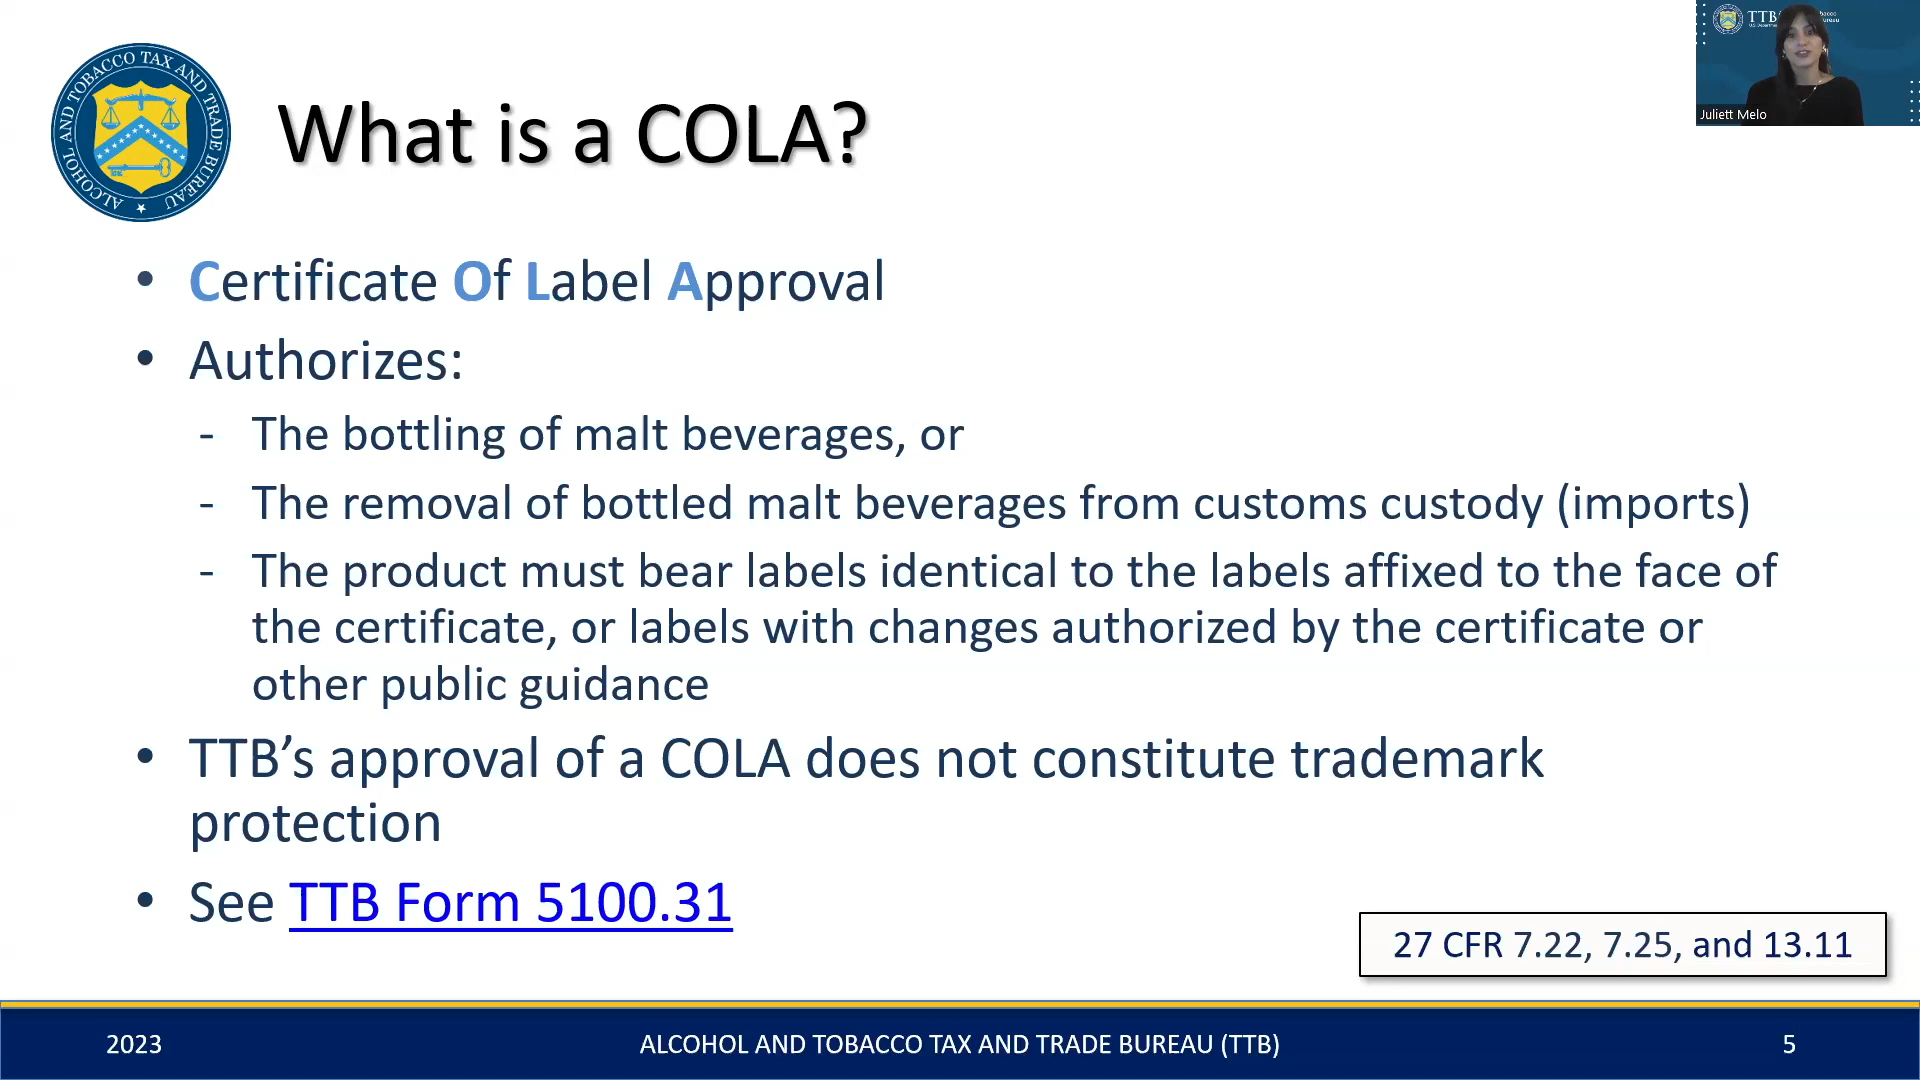 ALCOHOL AND TOBACCO TAX AND TRADE BUREAU
What is a COLA?
TTB
Juliett Melo
• Certificate Of Label Approval
• Authorizes:
- The bottling of malt beverages, or
- The removal of bottled malt beverages from customs custody (imports)
- The product must bear labels identical to the labels affixed to the face of
the certificate, or labels with changes authorized by the certificate or
other public guidance
• TTB’s approval of a COLA does not constitute trademark
protection
• See TTB Form 5100.31
27 CFR 7.22, 7.25, and 13.11
2023
ALCOHOL AND TOBACCO TAX AND TRADE BUREAU (TTB)
5